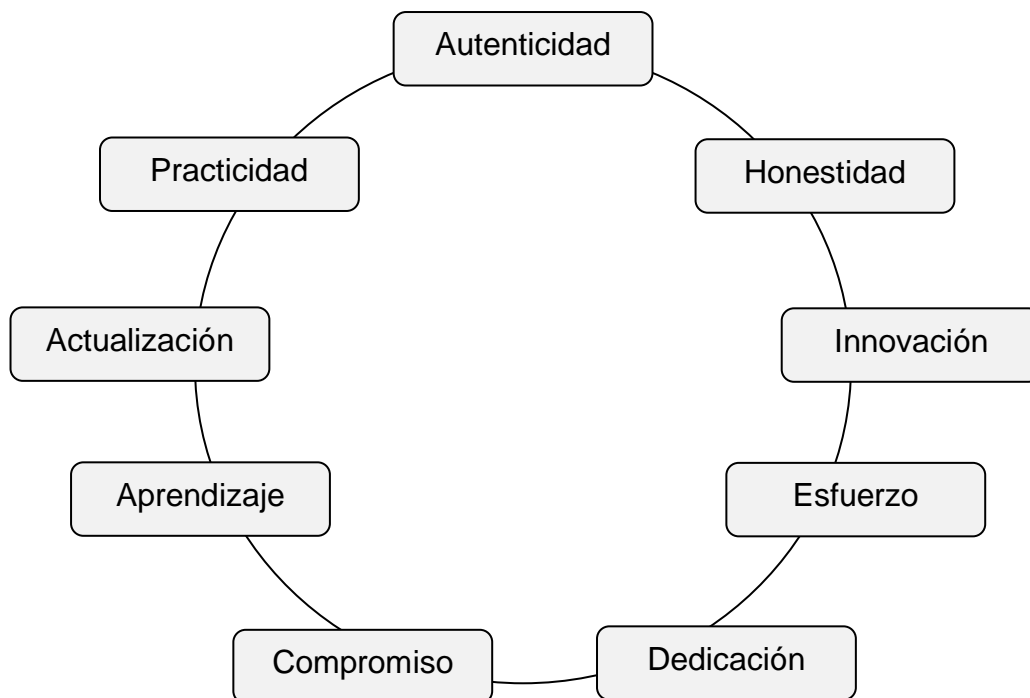 Autenticidad
Honestidad
Innovación
Esfuerzo
Dedicación
Compromiso
Aprendizaje
Actualización
Practicidad